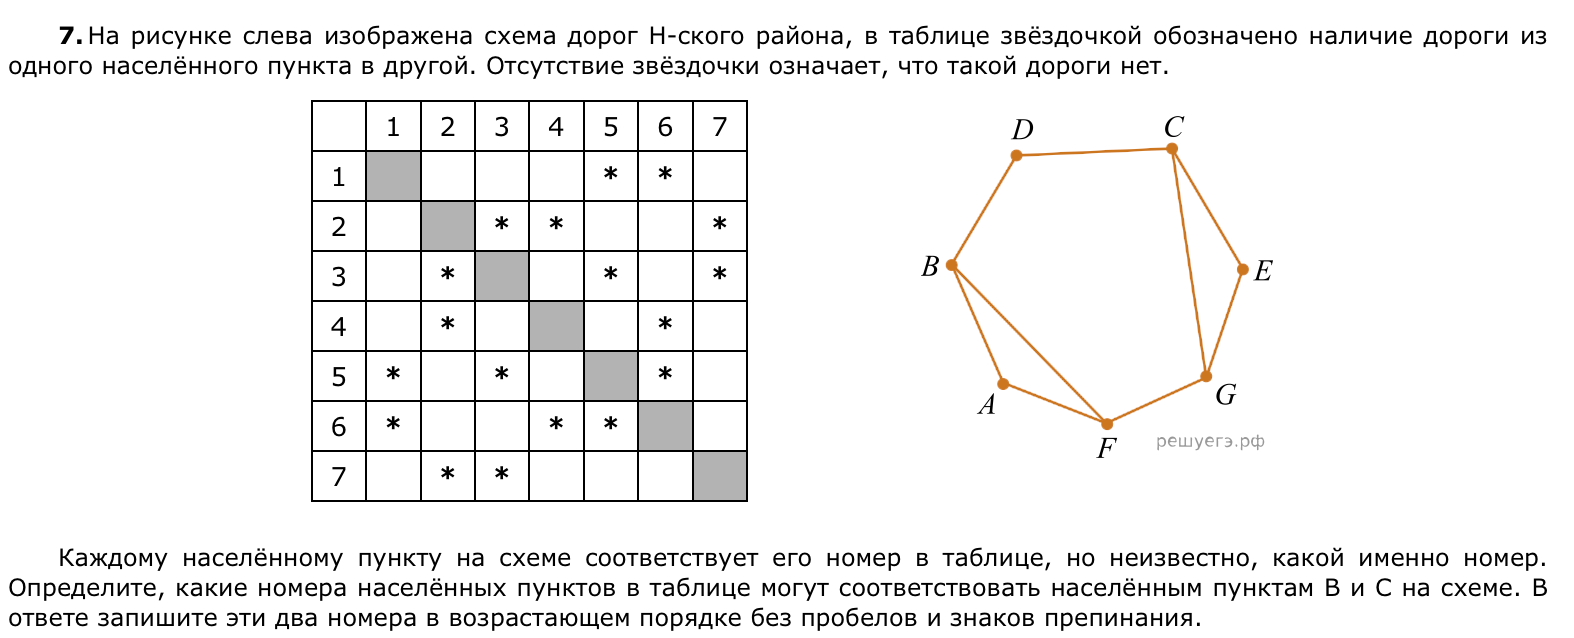 7. На рисунке слева изображена схема дорог Н-ского района, в таблице звёздочкой обозначено наличие дороги из
одного населённого пункта в другой. Отсутствие звёздочки означает, что такой дороги нет.
1 2 3 4 5 6 7
1 * *
2 * * *
3 * * *
4 * *
5 * * *
6 * * *
7 * *
D C
B E
A G
F решуегэ.рф
Каждому населённому пункту на схеме соответствует его номер в таблице, но неизвестно, какой именно номер.
Определите, какие номера населённых пунктов в таблице могут соответствовать населённым пунктам B и C на схеме. В
ответе запишите эти два номера в возрастающем порядке без пробелов и знаков препинания.